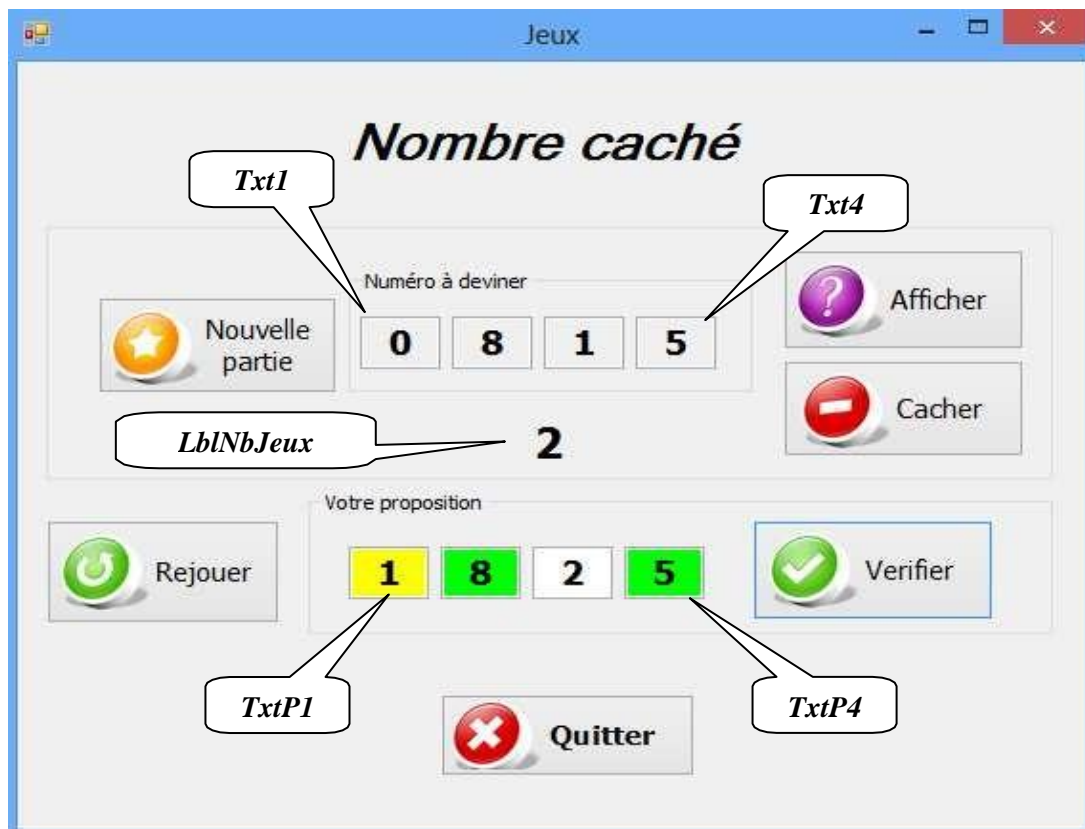 Jeux
Nombre caché
Txt1
Txt4
Numéro à deviner
Nouvelle
partie
0 8 1 5
Afficher
Cacher
LblNbJeux
2
Votre proposition
Rejouer
1 8 2 5
Verifier
TxtP1
TxtP4
Quitter